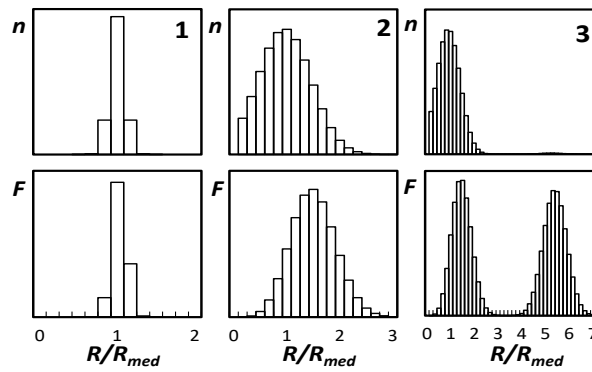 n 1
n 2
n 3
F
F
F
0 1 2
0 1 2 3
0 1 2 3 4 5 6 7
R/Rmed
R/Rmed
R/Rmed